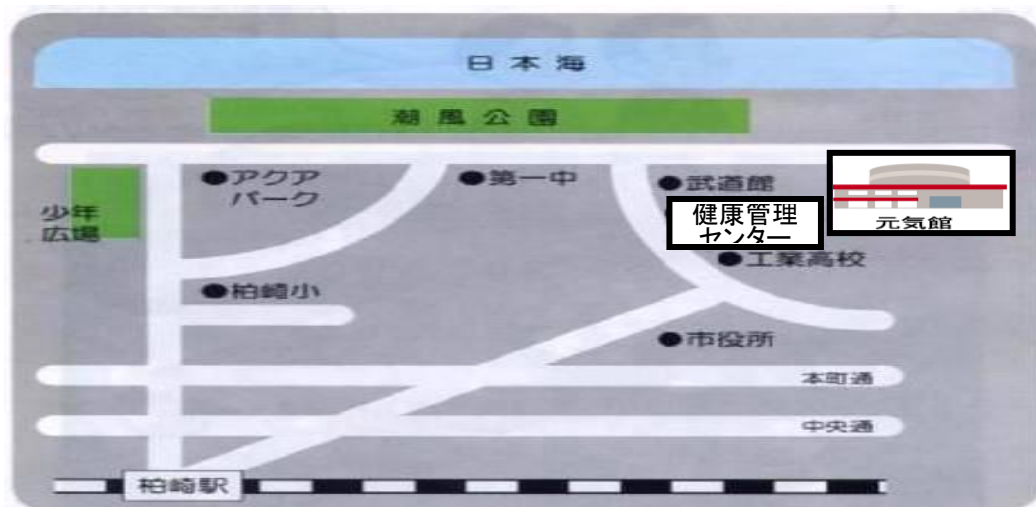 日本海
潮風公園
●アクア
パーク
●第一中
●武道館
少年
広場
健康管理
センター
元気館
●工業高校
●柏崎小
●市役所
本町通
中央通
柏崎駅